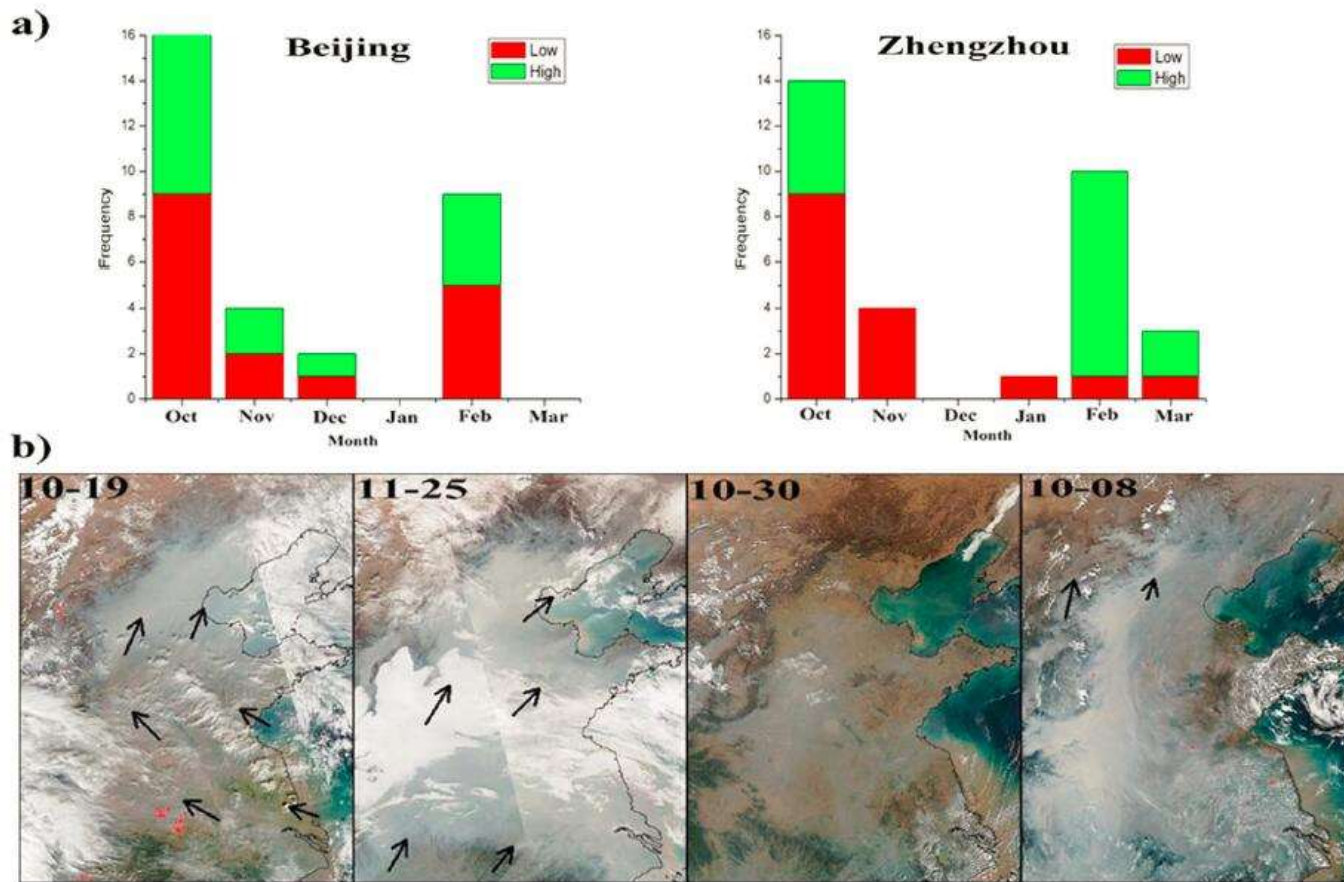 a)
Beijing
Low
High
16
14
12
10
8
6
4
2
0
Frequency
Oct Nov Dec Jan Feb Mar
Month
Zhengzhou
Low
High
16
14
12
10
8
6
4
2
0
Frequency
Oct Nov Dec Jan Feb Mar
Month
b)
10-19 11-25 10-30 10-08